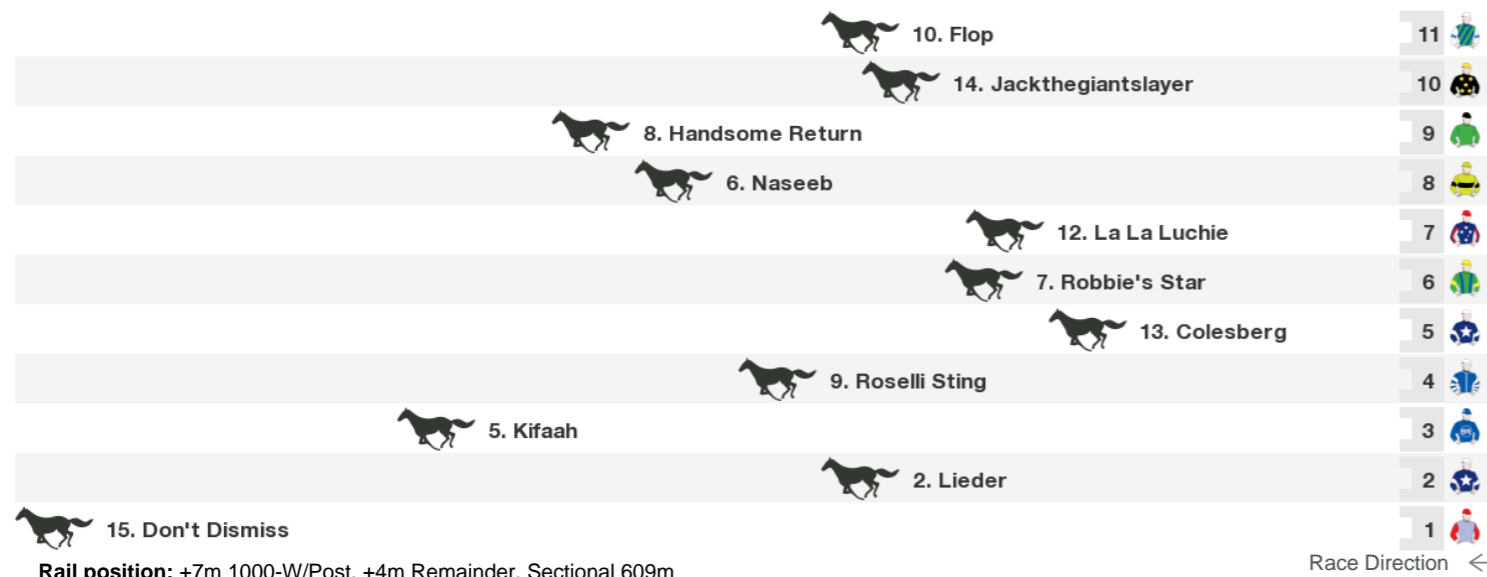 10. Flop 11
14. Jackthegiantslayer 10
8. Handsome Return 9
6. Naseeb 8
12. La La Luchie 7
7. Robbie's Star 6
13. Colesberg 5
9. Roselli Sting 4
5. Kifaah 3
2. Lieder 2
15. Don't Dismiss 1
Race Direction
Rail position: +7m 1000-W/Post, +4m Remainder. Sectional 609m